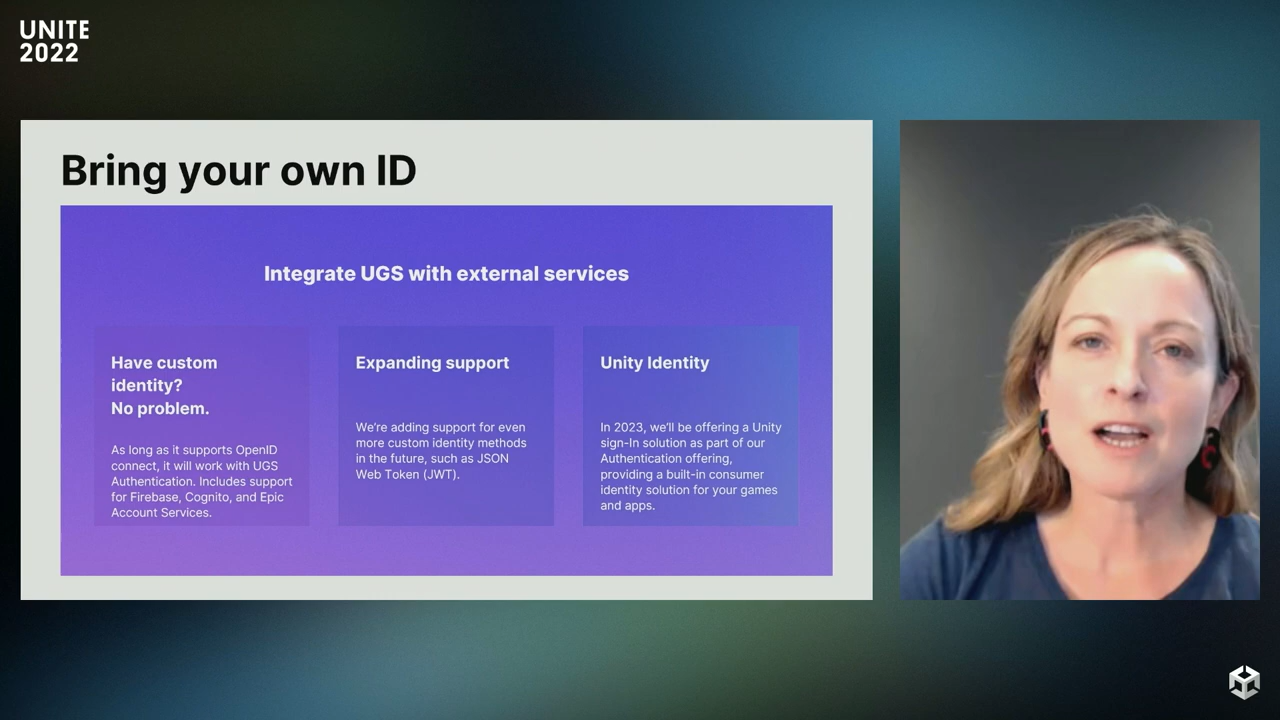 UNITE
2022
Bring your own ID
Integrate UGS with external services
Have custom
identity?
No problem.
As long as it supports OpenID
connect, it will work with UGS
Authentication. Includes support
for Firebase, Cognito, and Epic
Account Services.
Expanding support
We're adding support for even
more custom identity methods
in the future, such as JSON
Web Token (JWT).
Unity Identity
In 2023, we'll be offering a Unity
sign-In solution as part of our
Authentication offering,
providing a built-in consumer
identity solution for your games
and apps.